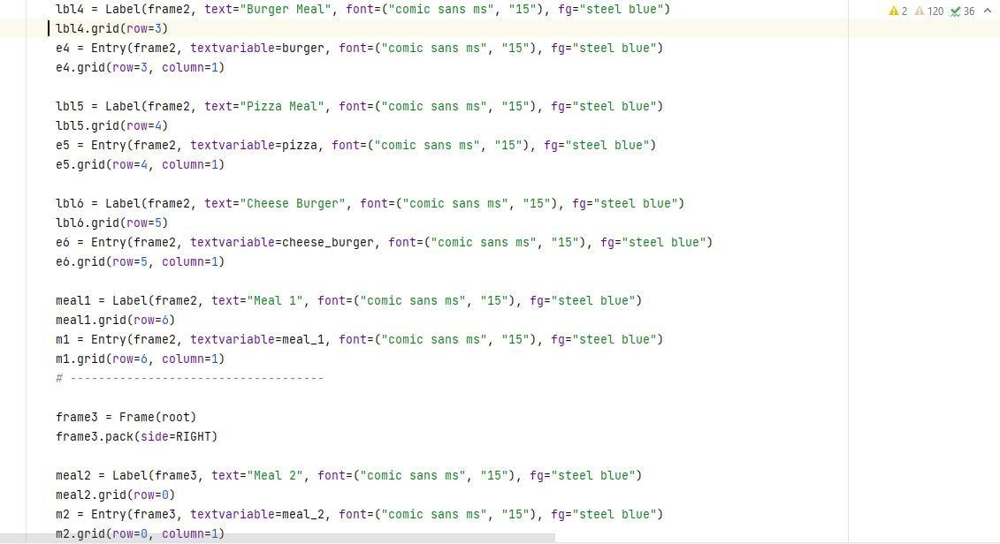 lbl4 = Label(frame2, text="Burger Meal", font=("comic sans ms", "15"), fg="steel blue")
2 120 36
lbl4.grid(row=3)
e4 = Entry(frame2, textvariable=burger, font=("comic sans ms", "15"), fg="steel blue")
e4.grid(row=3, column=1)
lbl5 = Label(frame2, text="Pizza Meal", font=("comic sans ms", "15"), fg="steel blue")
lbl5.grid(row=4)
e5 = Entry(frame2, textvariable=pizza, font=("comic sans ms", "15"), fg="steel blue")
e5.grid(row=4, column=1)
lbl6 = Label(frame2, text="Cheese Burger", font=("comic sans ms", "15"), fg="steel blue")
lbl6.grid(row=5)
e6 = Entry(frame2, textvariable=cheese_burger, font=("comic sans ms", "15"), fg="steel blue")
e6.grid(row=5, column=1)
meal1 = Label(frame2, text="Meal 1", font=("comic sans ms", "15"), fg="steel blue")
meal1.grid(row=6)
m1 = Entry(frame2, textvariable=meal_1, font=("comic sans ms", "15"), fg="steel blue")
m1.grid(row=6, column=1)
# ------------------------------------
frame3 = Frame(root)
frame3.pack(side=RIGHT)
meal2 = Label(frame3, text="Meal 2", font=("comic sans ms", "15"), fg="steel blue")
meal2.grid(row=0)
m2 = Entry(frame3, textvariable=meal_2, font=("comic sans ms", "15"), fg="steel blue")
m2.grid(row=0, column=1)